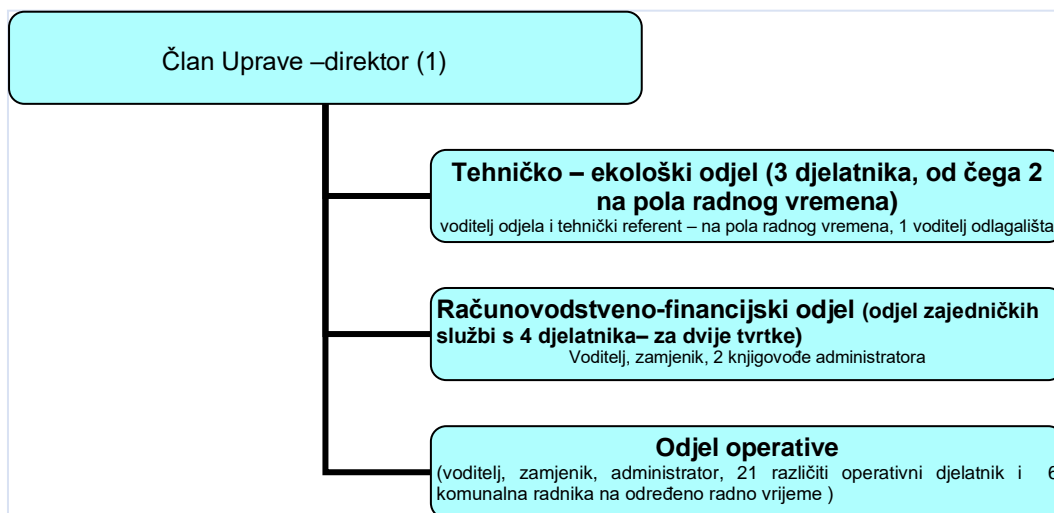 Član Uprave –direktor (1)
Tehničko – ekološki odjel (3 djelatnika, od čega 2
na pola radnog vremena)
voditelj odjela i tehnički referent – na pola radnog vremena, 1 voditelj odlagališta
Računovodstveno-financijski odjel (odjel zajedničkih
službi s 4 djelatnika– za dvije tvrtke)
Voditelj, zamjenik, 2 knjigovođe administratora
Odjel operative
(voditelj, zamjenik, administrator, 21 različiti operativni djelatnik i 6
komunalna radnika na određeno radno vrijeme )